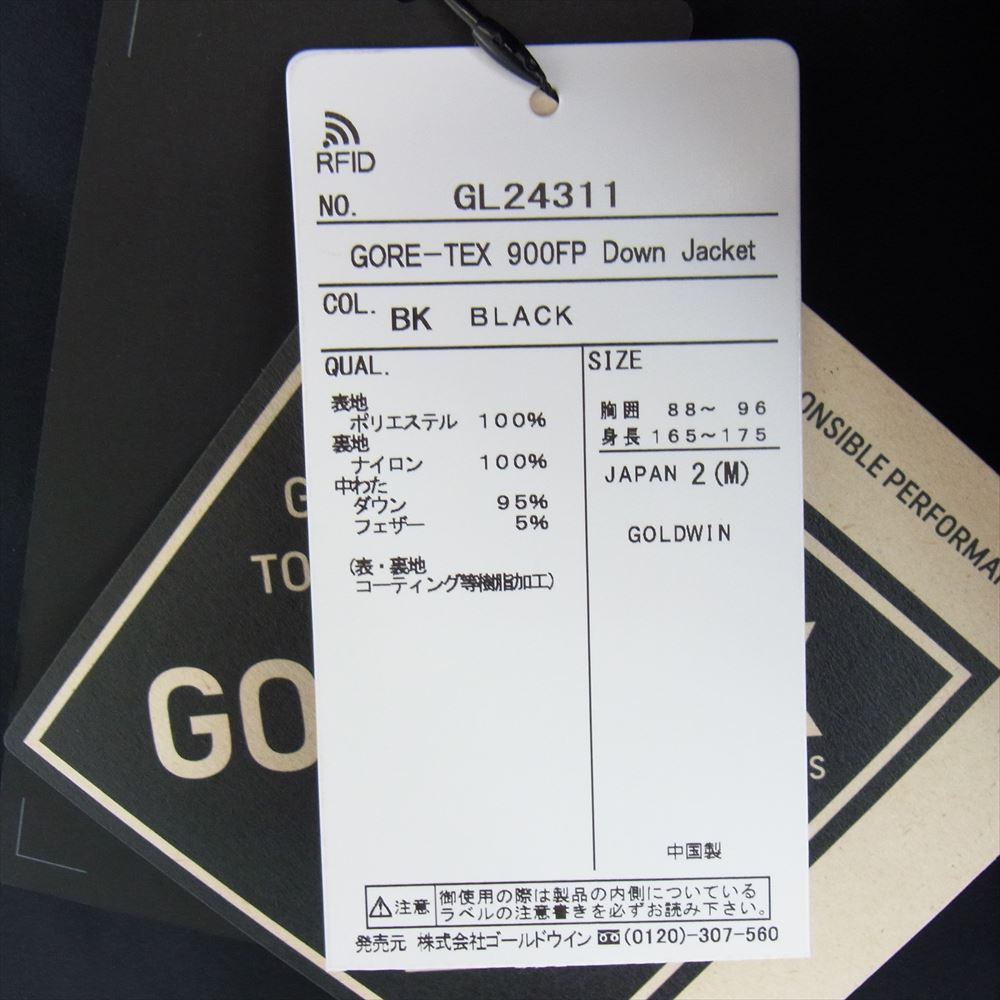 RFID
NO. GL24311
GORE-TEX 900FP Down Jacket
COL. BK BLACK
QUAL.
表地
ポリエステル 100%
裏地
ナイロン 100%
中わた
ダウン 95%
フェザー 5%
(表・裏地
コーティング等樹脂加工)
SIZE
胸囲 88～ 96
身長 165～175
JAPAN 2(M)
GOLDWIN
中国製
注意 御使用の際は製品の内側についている
ラベルの注意書きを必ずお読み下さい。
発売元 株式会社ゴールドウイン (0120)-307-560
G
TO
GO
X
S
ONSIBLE PERFORMA